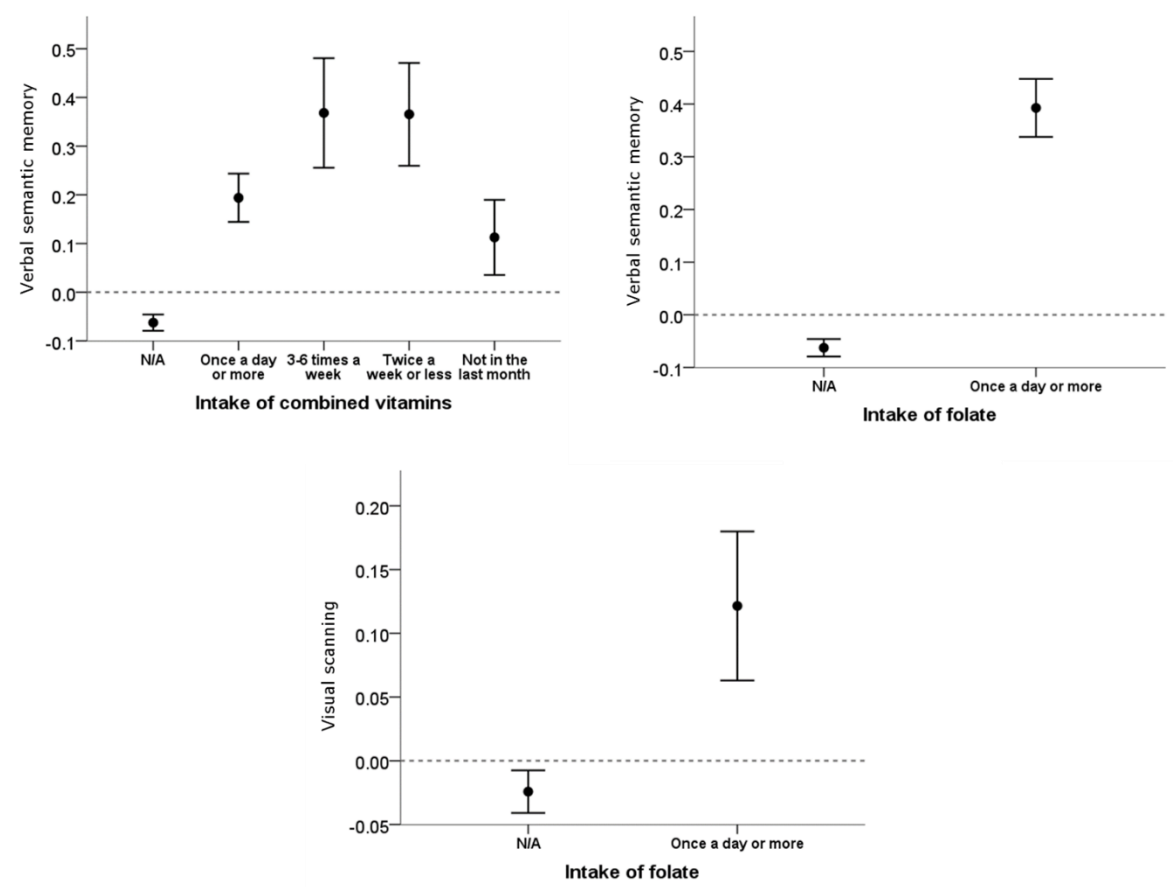 Verbal semantic memory
0.5
0.4
0.3
0.2
0.1
0.0
-0.1
N/A
Once a day
or more
3-6 times a
week
Twice a
week or less
Not in the
last month
Intake of combined vitamins
Verbal semantic memory
0.5
0.4
0.3
0.2
0.1
0.0
-0.1
N/A
Once a day or more
Intake of folate
Visual scanning
0.20
0.15
0.10
0.05
0.00
-0.05
N/A
Once a day or more
Intake of folate